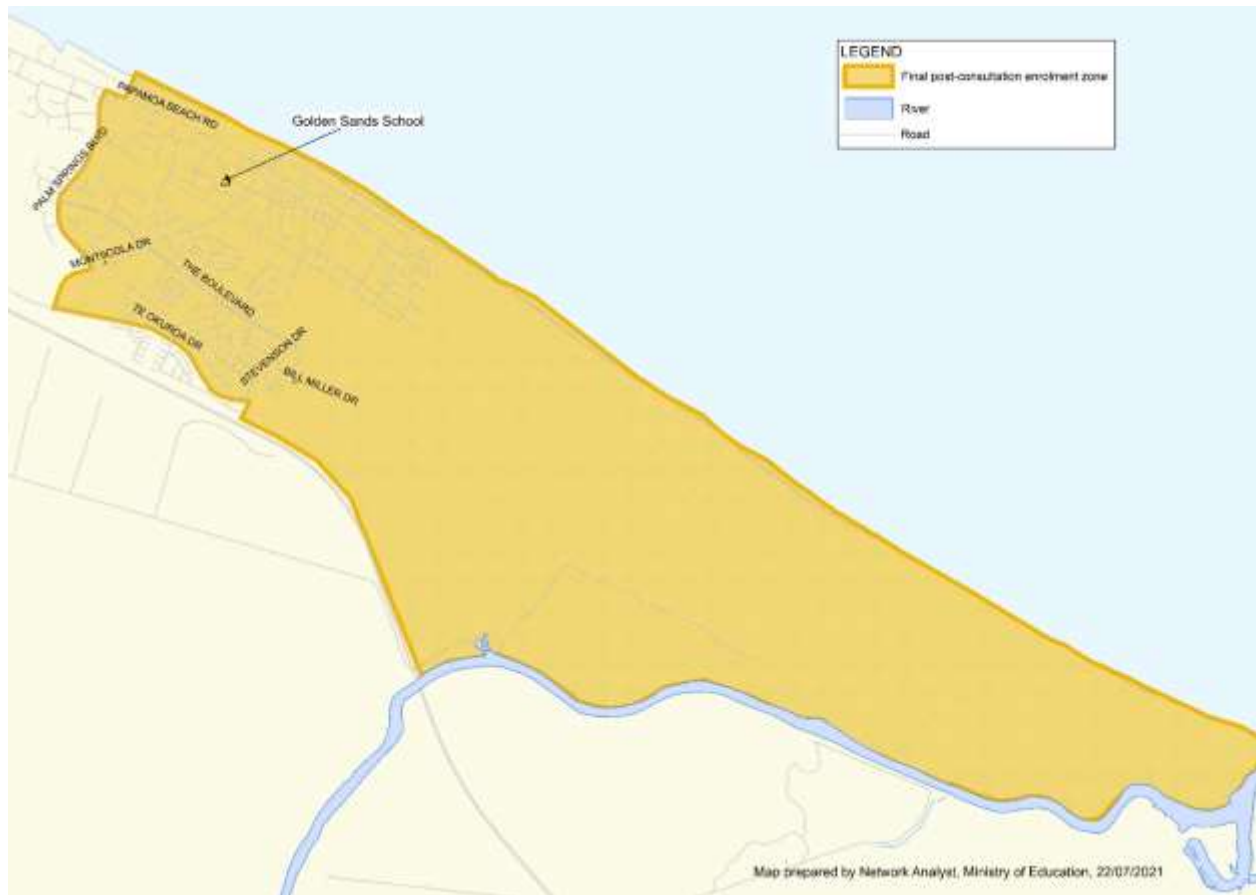 LEGEND
Final post-consultation enrolment zone
River
Road
PAPAMOA BEACH RD
Golden Sands School
PALM SPRINGS BLVD
MONTICOLA DR
THE BOULEVARD
TE OKUROA DR
STEVENSON DR
BILL MILLER DR
Map prepared by Network Analyst, Ministry of Education, 22/07/2021